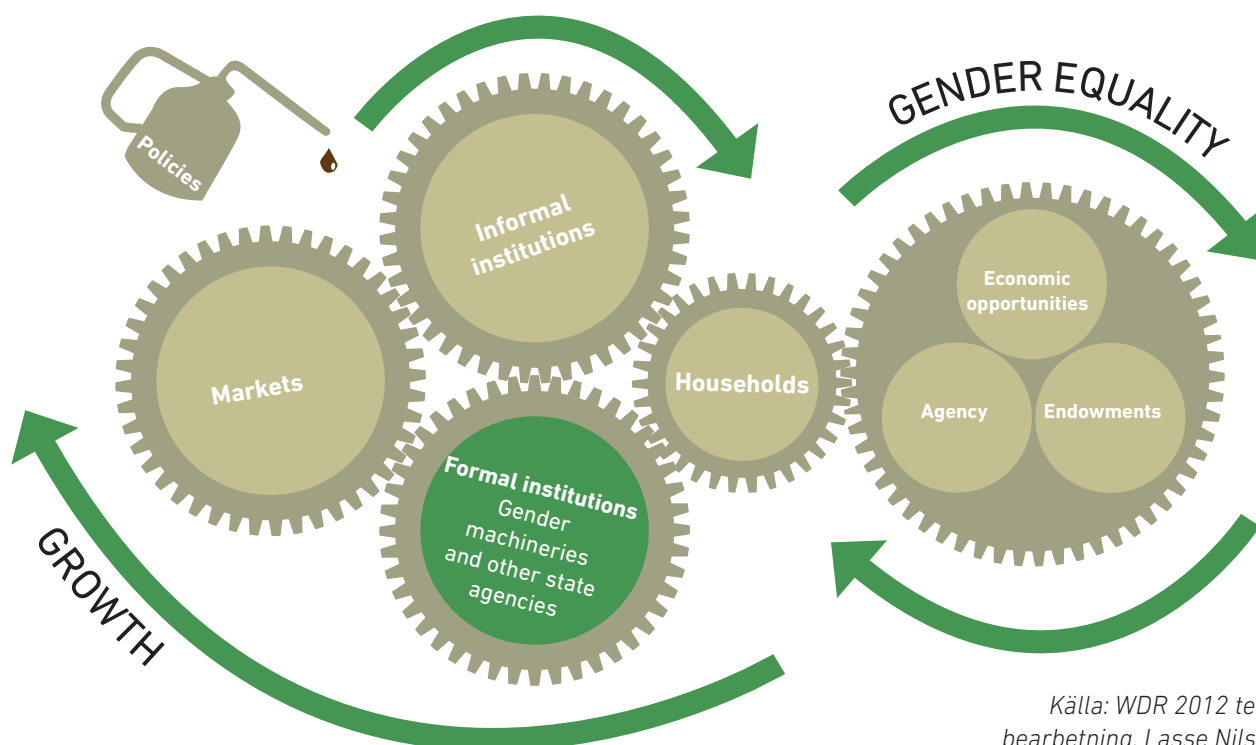 GENDER EQUALITY
Policies
Informal
institutions
Economic
opportunities
Markets
Households
Agency
Endowments
Formal institutions
Gender
machineries
and other state
agencies
GROWTH
Källa: WDR 2012 te
bearbetning. Lasse Nils